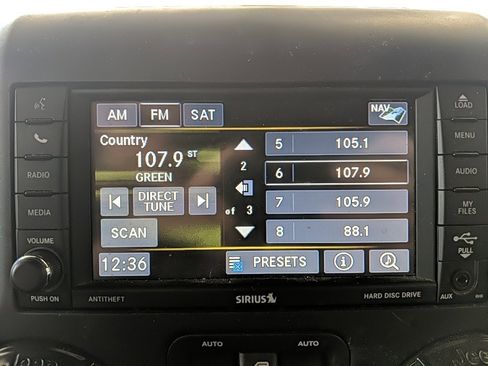 AM FM SAT NAV
Country
107.9 ST
GREEN
DIRECT
TUNE
SCAN
12:36
2
of 3
5 105.1
6 107.9
7 105.9
8 88.1
PRESETS
RADIO
MEDIA
VOLUME
PUSH ON
ANTITHEFT
SIRIUS
HARD DISC DRIVE
LOAD
MENU
AUDIO
MY
FILES
PULL
AUX
AUTO AUTO
Jeep Jeep